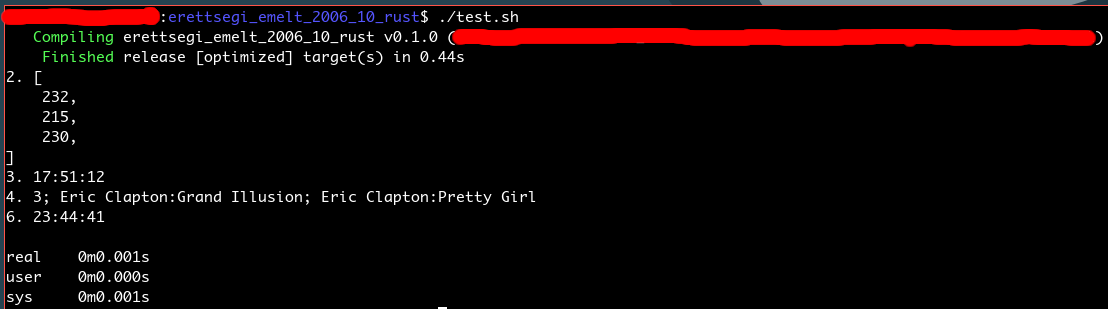 :erettsegi_emelt_2006_10_rust$ ./test.sh
Compiling erettsegi_emelt_2006_10_rust v0.1.0 ( )
Finished release [optimized] target(s) in 0.44s
2. [
232,
215,
230,
]
3. 17:51:12
4. 3; Eric Clapton:Grand Illusion; Eric Clapton:Pretty Girl
6. 23:44:41
real 0m0.001s
user 0m0.000s
sys 0m0.001s